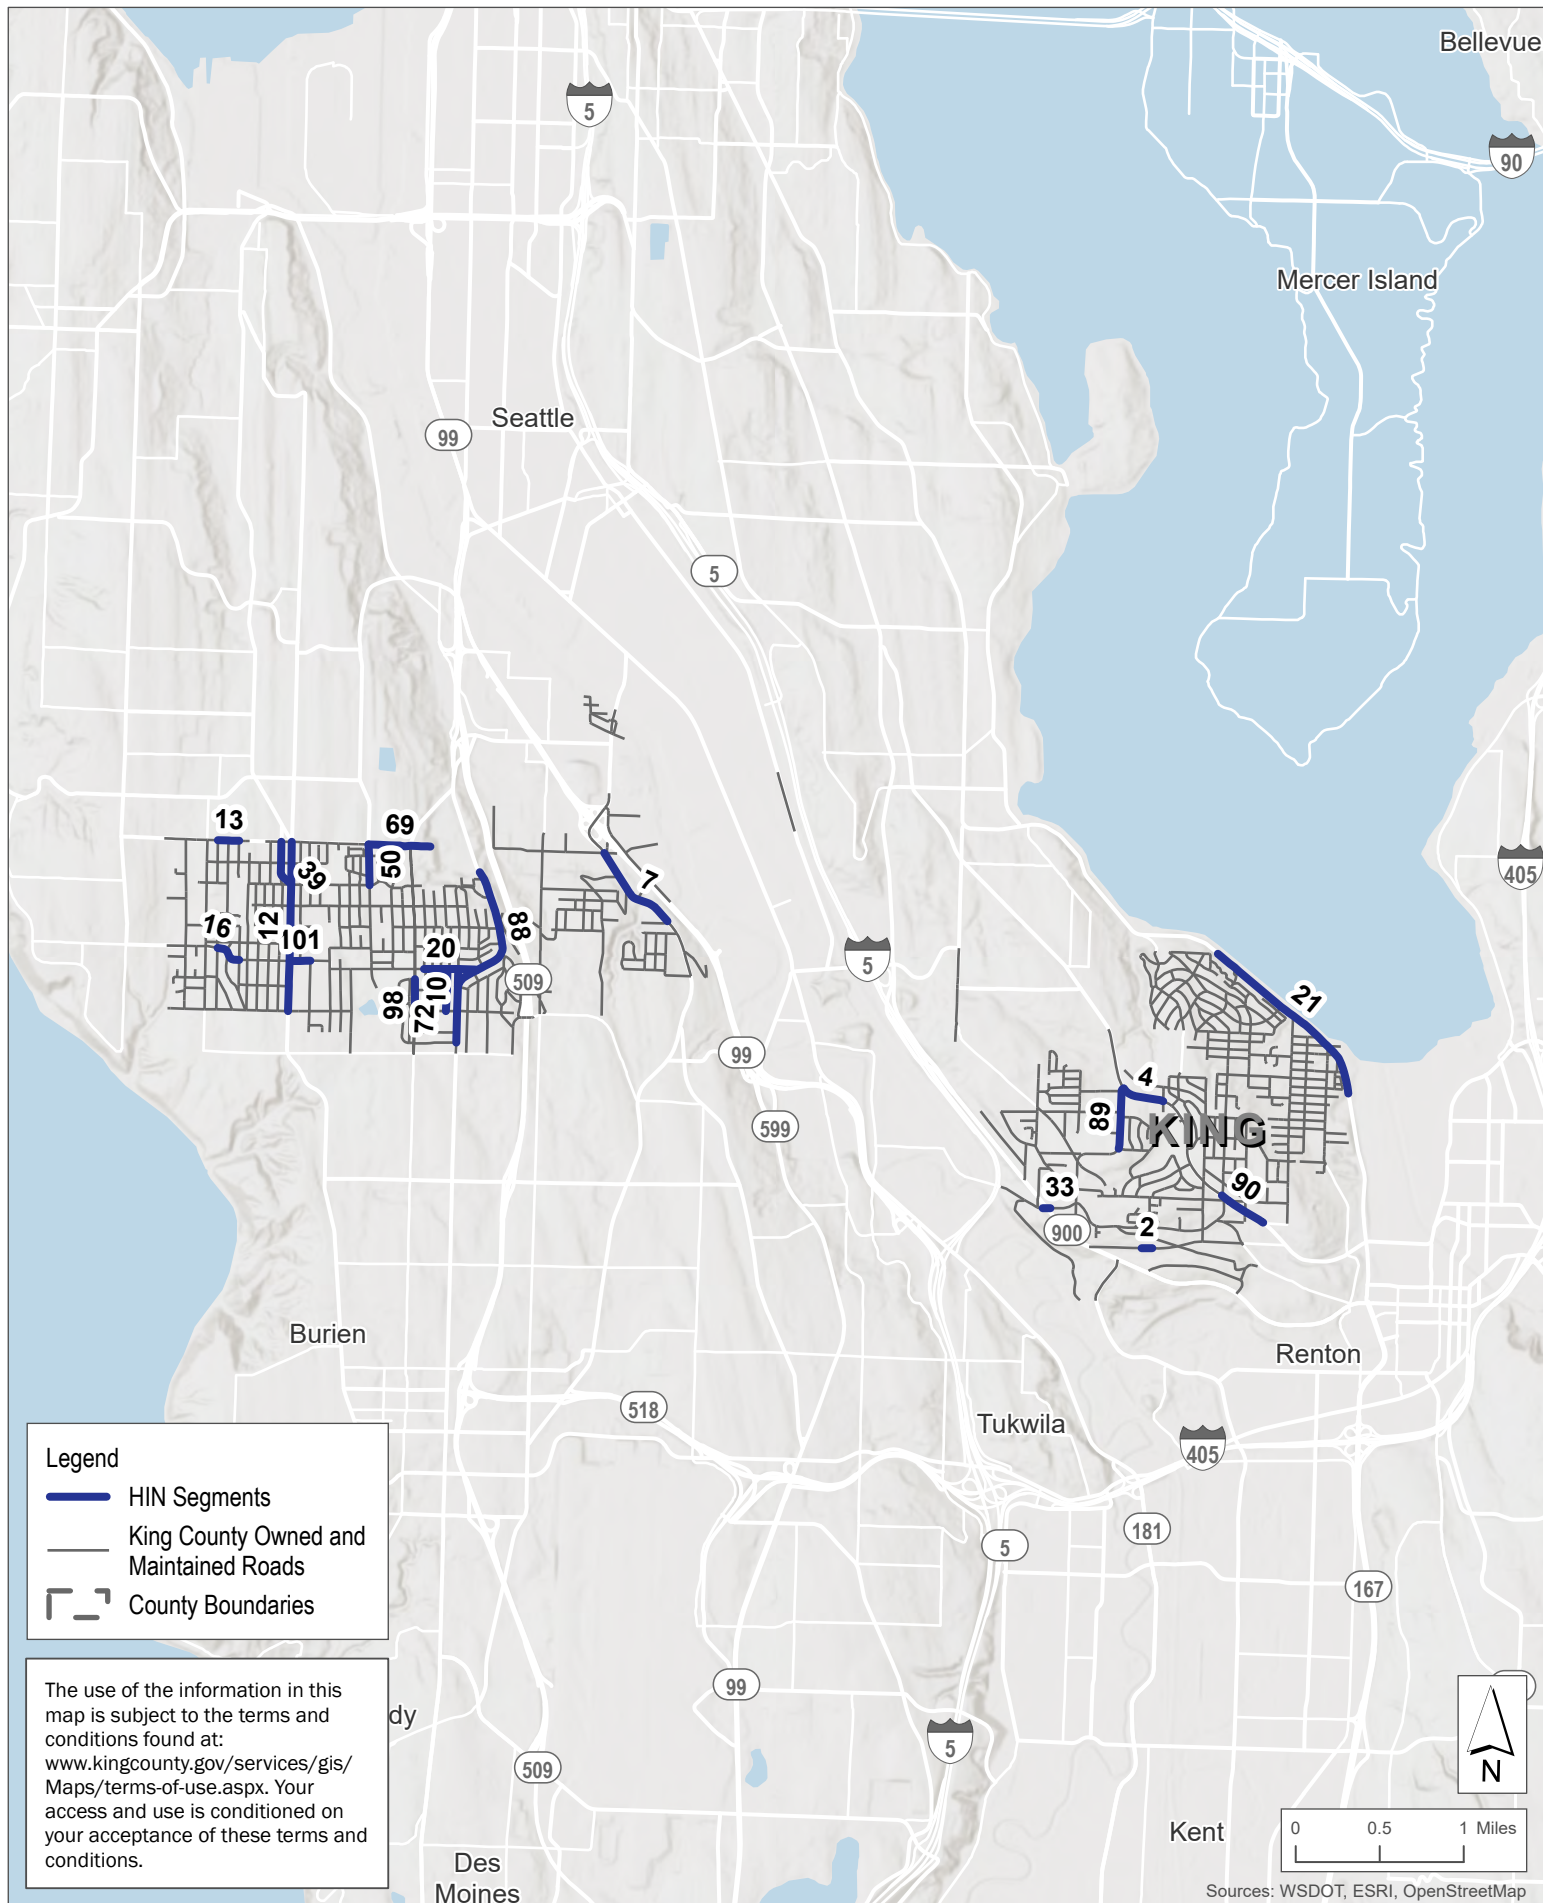 Bellevue
5
90
Mercer Island
Seattle
99
5
13
69
50
39
7
405
16
12
101
88
20
5
509
98
72
10
21
99
4
599
89
KING
33
90
900
2
Burien
Renton
518
Tukwila
405
Legend
HIN Segments
King County Owned and
Maintained Roads
County Boundaries
181
5
167
The use of the information in this
map is subject to the terms and
conditions found at:
www.kingcounty.gov/services/gis/
Maps/terms-of-use.aspx. Your
access and use is conditioned on
your acceptance of these terms and
conditions.
dy
99
5
509
N
Kent
0 0.5 1 Miles
Des
Moines
Sources: WSDOT, ESRI, OpenStreetMap